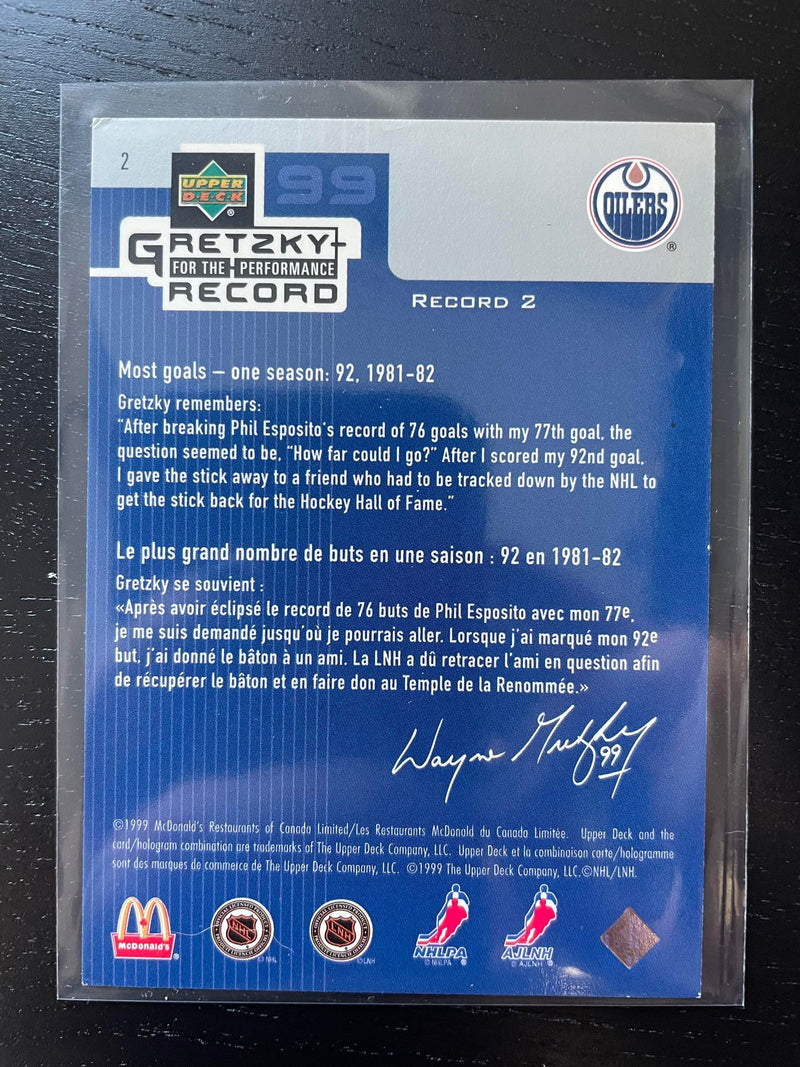 2
UPPER
D·E·C·K
®
99
GRETZKY
FOR THE PERFORMANCE
RECORD
OILERS
®
RECORD 2
Most goals – one season: 92, 1981-82
Gretzky remembers:
"After breaking Phil Esposito's record of 76 goals with my 77th goal, the
question seemed to be, "How far could I go?" After I scored my 92nd goal,
I gave the stick away to a friend who had to be tracked down by the NHL to
get the stick back for the Hockey Hall of Fame."
Le plus grand nombre de buts en une saison : 92 en 1981-82
Gretzky se souvient :
«Après avoir éclipsé le record de 76 buts de Phil Esposito avec mon 77e,
je me suis demandé jusqu'où je pourrais aller. Lorsque j'ai marqué mon 92e
but, j'ai donné le bâton à un ami. La LNH a dû retracer l'ami en question afin
de récupérer le bâton et en faire don au Temple de la Renommée.»
Wayne Gretzky
99
©1999 McDonald's Restaurants of Canada Limited/Les Restaurants McDonald du Canada Limitée. Upper Deck and the
card/hologram combination are trademarks of The Upper Deck Company, LLC. Upper Deck et la combinaison carte/hologramme
sont des marques de commerce de The Upper Deck Company, LLC. ©1999 The Upper Deck Company, LLC.©NHL/LNH.
McDonald's ®
NHL
© NHL
LNH
© LNH
NHLPA ®
© NHLPA
AJLNH ®
© AJLNH